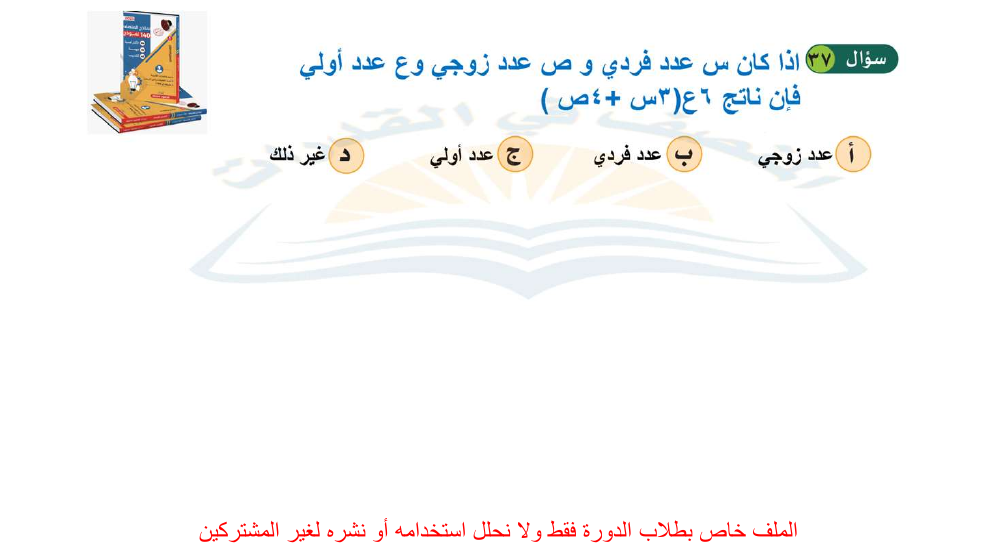 سؤال ٣٧
اذا كان س عدد فردي و ص عدد زوجي وع عدد أولي
فإن ناتج ٦ع(٣س +٤ص )
أ عدد زوجي ب عدد فردي ج عدد أولي د غير ذلك
الملف خاص بطلاب الدورة فقط ولا نحلل استخدامه أو نشره لغير المشتركين